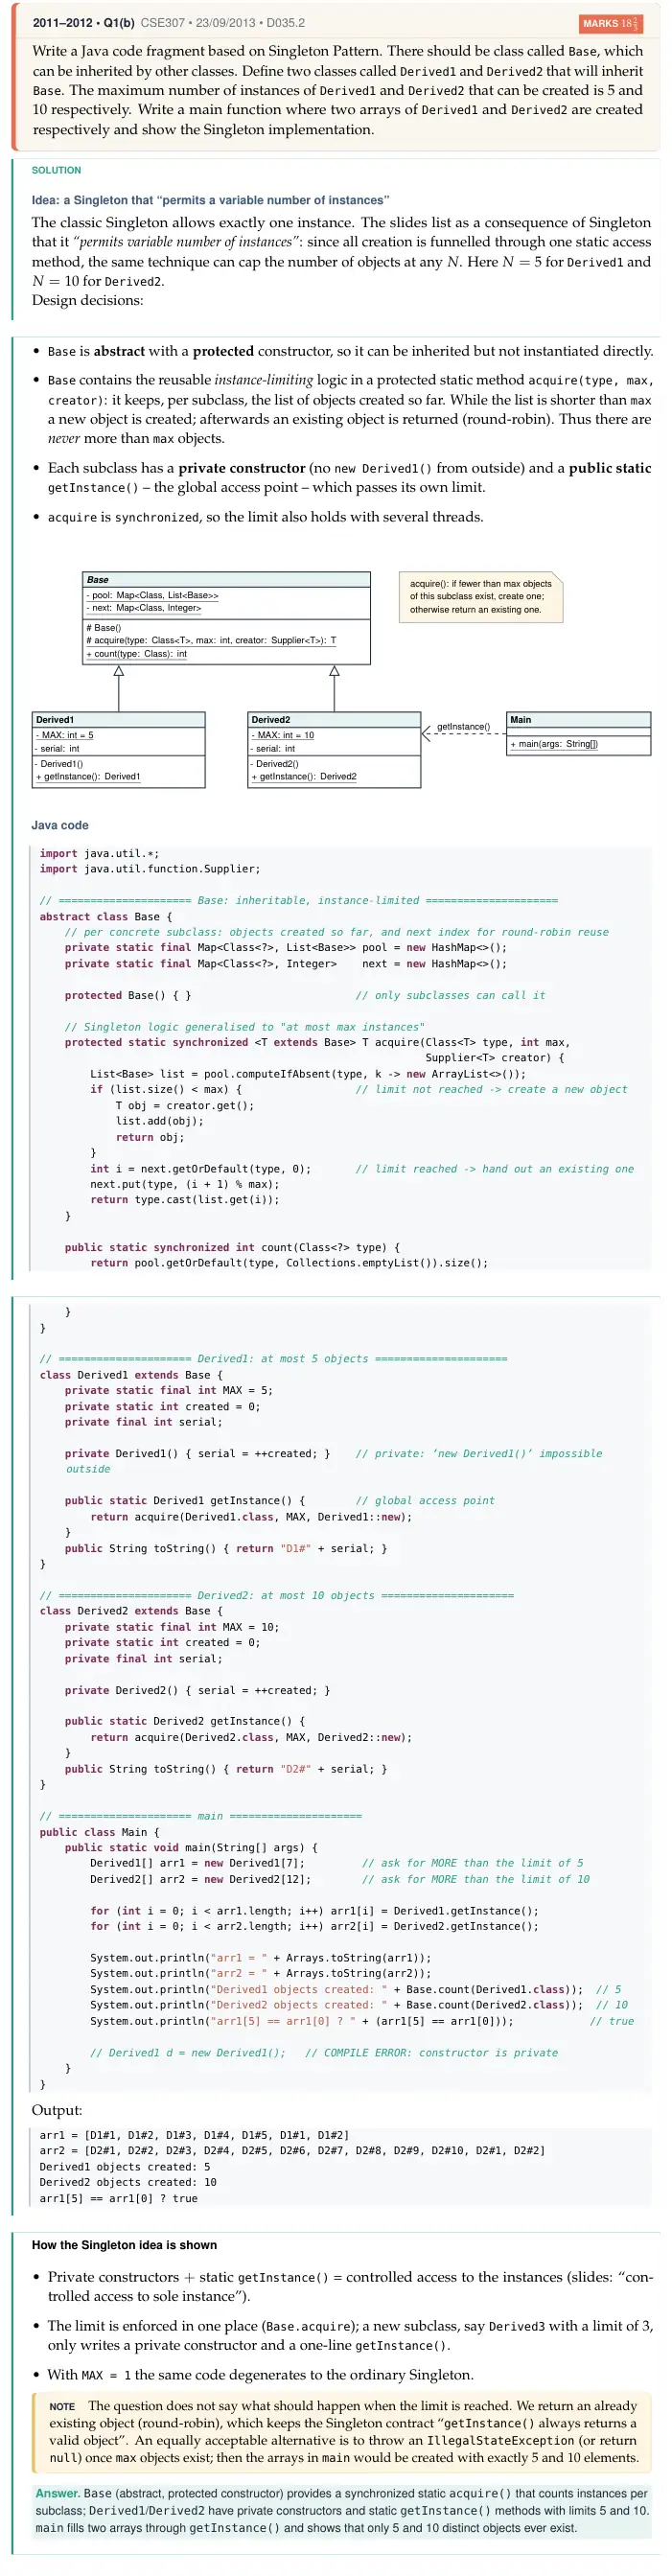 2011–2012 • Q1(b) CSE307 • 23/09/2013 • D035.2 MARKS 18 2/3
Write a Java code fragment based on Singleton Pattern. There should be class called Base, which
can be inherited by other classes. Define two classes called Derived1 and Derived2 that will inherit
Base. The maximum number of instances of Derived1 and Derived2 that can be created is 5 and
10 respectively. Write a main function where two arrays of Derived1 and Derived2 are created
respectively and show the Singleton implementation.
SOLUTION
Idea: a Singleton that “permits a variable number of instances”
The classic Singleton allows exactly one instance. The slides list as a consequence of Singleton
that it “permits variable number of instances”: since all creation is funnelled through one static access
method, the same technique can cap the number of objects at any N. Here N = 5 for Derived1 and
N = 10 for Derived2.
Design decisions:
• Base is abstract with a protected constructor, so it can be inherited but not instantiated directly.
• Base contains the reusable instance-limiting logic in a protected static method acquire(type, max,
creator): it keeps, per subclass, the list of objects created so far. While the list is shorter than max
a new object is created; afterwards an existing object is returned (round-robin). Thus there are
never more than max objects.
• Each subclass has a private constructor (no new Derived1() from outside) and a public static
getInstance() – the global access point – which passes its own limit.
• acquire is synchronized, so the limit also holds with several threads.
Base
- pool: Map<Class, List<Base>>
- next: Map<Class, Integer>
# Base()
# acquire(type: Class<T>, max: int, creator: Supplier<T>): T
+ count(type: Class): int
acquire(): if fewer than max objects
of this subclass exist, create one;
otherwise return an existing one.
Derived1
- MAX: int = 5
- serial: int
- Derived1()
+ getInstance(): Derived1
Derived2
- MAX: int = 10
- serial: int
- Derived2()
+ getInstance(): Derived2
getInstance()
Main
+ main(args: String[])
Java code
import java.util.*;
import java.util.function.Supplier;
// ===================== Base: inheritable, instance-limited =====================
abstract class Base {
// per concrete subclass: objects created so far, and next index for round-robin reuse
private static final Map<Class<?>, List<Base>> pool = new HashMap<>();
private static final Map<Class<?>, Integer> next = new HashMap<>();
protected Base() { } // only subclasses can call it
// Singleton logic generalised to "at most max instances"
protected static synchronized <T extends Base> T acquire(Class<T> type, int max,
Supplier<T> creator) {
List<Base> list = pool.computeIfAbsent(type, k -> new ArrayList<>());
if (list.size() < max) { // limit not reached -> create a new object
T obj = creator.get();
list.add(obj);
return obj;
}
int i = next.getOrDefault(type, 0); // limit reached -> hand out an existing one
next.put(type, (i + 1) % max);
return type.cast(list.get(i));
}
public static synchronized int count(Class<?> type) {
return pool.getOrDefault(type, Collections.emptyList()).size();
}
}
// ===================== Derived1: at most 5 objects =====================
class Derived1 extends Base {
private static final int MAX = 5;
private static int created = 0;
private final int serial;
private Derived1() { serial = ++created; } // private: ’new Derived1()’ impossible
outside
public static Derived1 getInstance() { // global access point
return acquire(Derived1.class, MAX, Derived1::new);
}
public String toString() { return "D1#" + serial; }
}
// ===================== Derived2: at most 10 objects =====================
class Derived2 extends Base {
private static final int MAX = 10;
private static int created = 0;
private final int serial;
private Derived2() { serial = ++created; }
public static Derived2 getInstance() {
return acquire(Derived2.class, MAX, Derived2::new);
}
public String toString() { return "D2#" + serial; }
}
// ===================== main =====================
public class Main {
public static void main(String[] args) {
Derived1[] arr1 = new Derived1[7]; // ask for MORE than the limit of 5
Derived2[] arr2 = new Derived2[12]; // ask for MORE than the limit of 10
for (int i = 0; i < arr1.length; i++) arr1[i] = Derived1.getInstance();
for (int i = 0; i < arr2.length; i++) arr2[i] = Derived2.getInstance();
System.out.println("arr1 = " + Arrays.toString(arr1));
System.out.println("arr2 = " + Arrays.toString(arr2));
System.out.println("Derived1 objects created: " + Base.count(Derived1.class)); // 5
System.out.println("Derived2 objects created: " + Base.count(Derived2.class)); // 10
System.out.println("arr1[5] == arr1[0] ? " + (arr1[5] == arr1[0])); // true
// Derived1 d = new Derived1(); // COMPILE ERROR: constructor is private
}
}
Output:
arr1 = [D1#1, D1#2, D1#3, D1#4, D1#5, D1#1, D1#2]
arr2 = [D2#1, D2#2, D2#3, D2#4, D2#5, D2#6, D2#7, D2#8, D2#9, D2#10, D2#1, D2#2]
Derived1 objects created: 5
Derived2 objects created: 10
arr1[5] == arr1[0] ? true
How the Singleton idea is shown
• Private constructors + static getInstance() = controlled access to the instances (slides: “con-
trolled access to sole instance”).
• The limit is enforced in one place (Base.acquire); a new subclass, say Derived3 with a limit of 3,
only writes a private constructor and a one-line getInstance().
• With MAX = 1 the same code degenerates to the ordinary Singleton.
NOTE The question does not say what should happen when the limit is reached. We return an already
existing object (round-robin), which keeps the Singleton contract “getInstance() always returns a
valid object”. An equally acceptable alternative is to throw an IllegalStateException (or return
null) once max objects exist; then the arrays in main would be created with exactly 5 and 10 elements.
Answer. Base (abstract, protected constructor) provides a synchronized static acquire() that counts instances per
subclass; Derived1/Derived2 have private constructors and static getInstance() methods with limits 5 and 10.
main fills two arrays through getInstance() and shows that only 5 and 10 distinct objects ever exist.